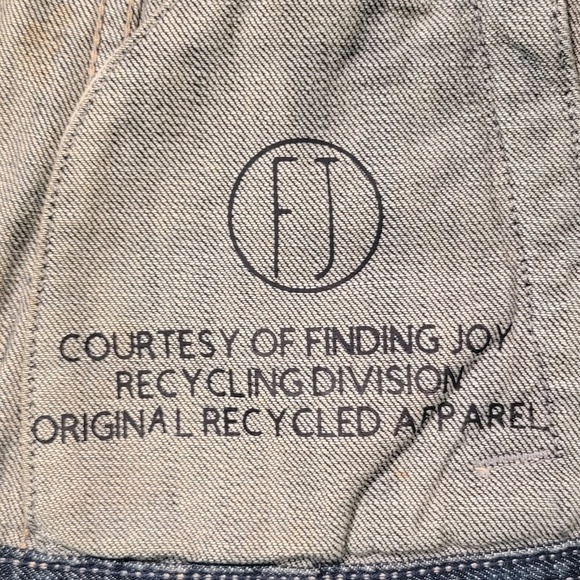 FJ
COURTESY OF FINDING JOY
RECYCLING DIVISION
ORIGINAL RECYCLED APPAREL